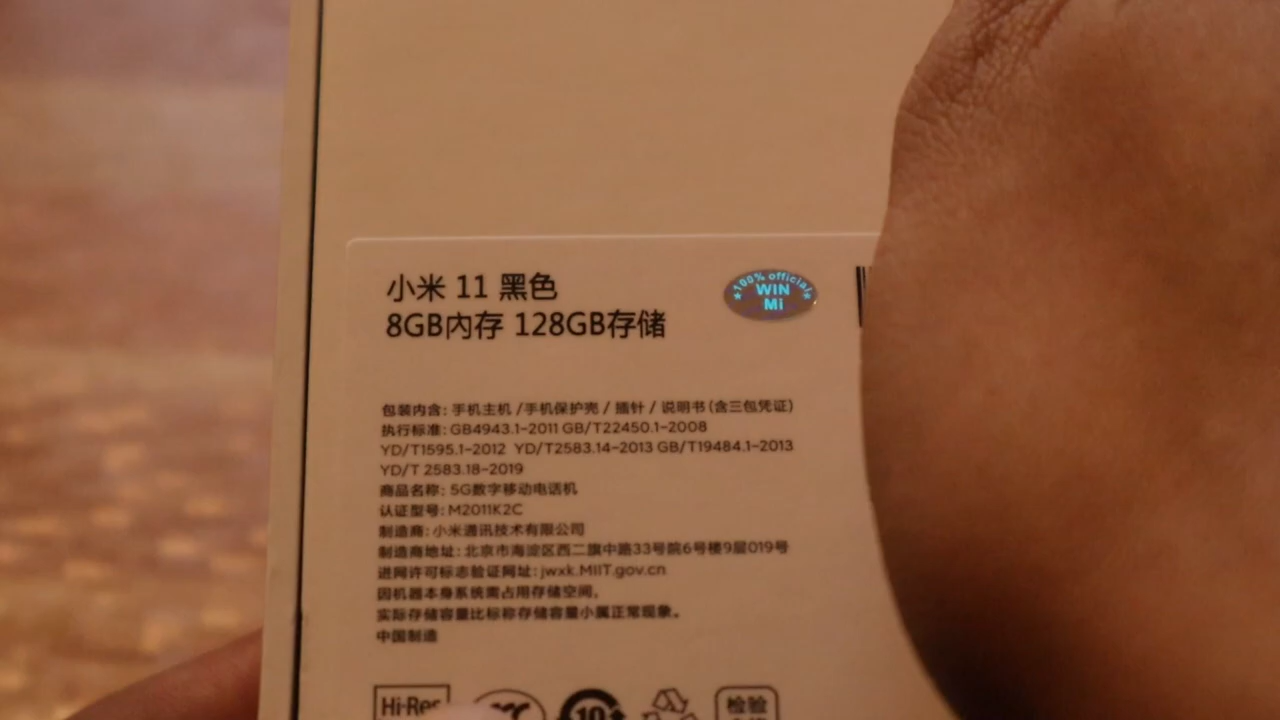 小米 11 黑色
8GB内存 128GB存储
100% official
WIN
Mi
包装内含: 手机主机 /手机保护壳 / 插针 / 说明书(含三包凭证)
执行标准: GB4943.1-2011 GB/T22450.1-2008
YD/T1595.1-2012 YD/T2583.14-2013 GB/T19484.1-2013
YD/T 2583.18-2019
商品名称: 5G数字移动电话机
认证型号: M2011K2C
制造商: 小米通讯技术有限公司
制造商地址: 北京市海淀区西二旗中路33号院6号楼9层019号
进网许可标志验证网址: jwxk.MIIT.gov.cn
因机器本身系统需占用存储空间,
实际存储容量比标称存储容量小属正常现象。
中国制造
Hi-Res
10
检验